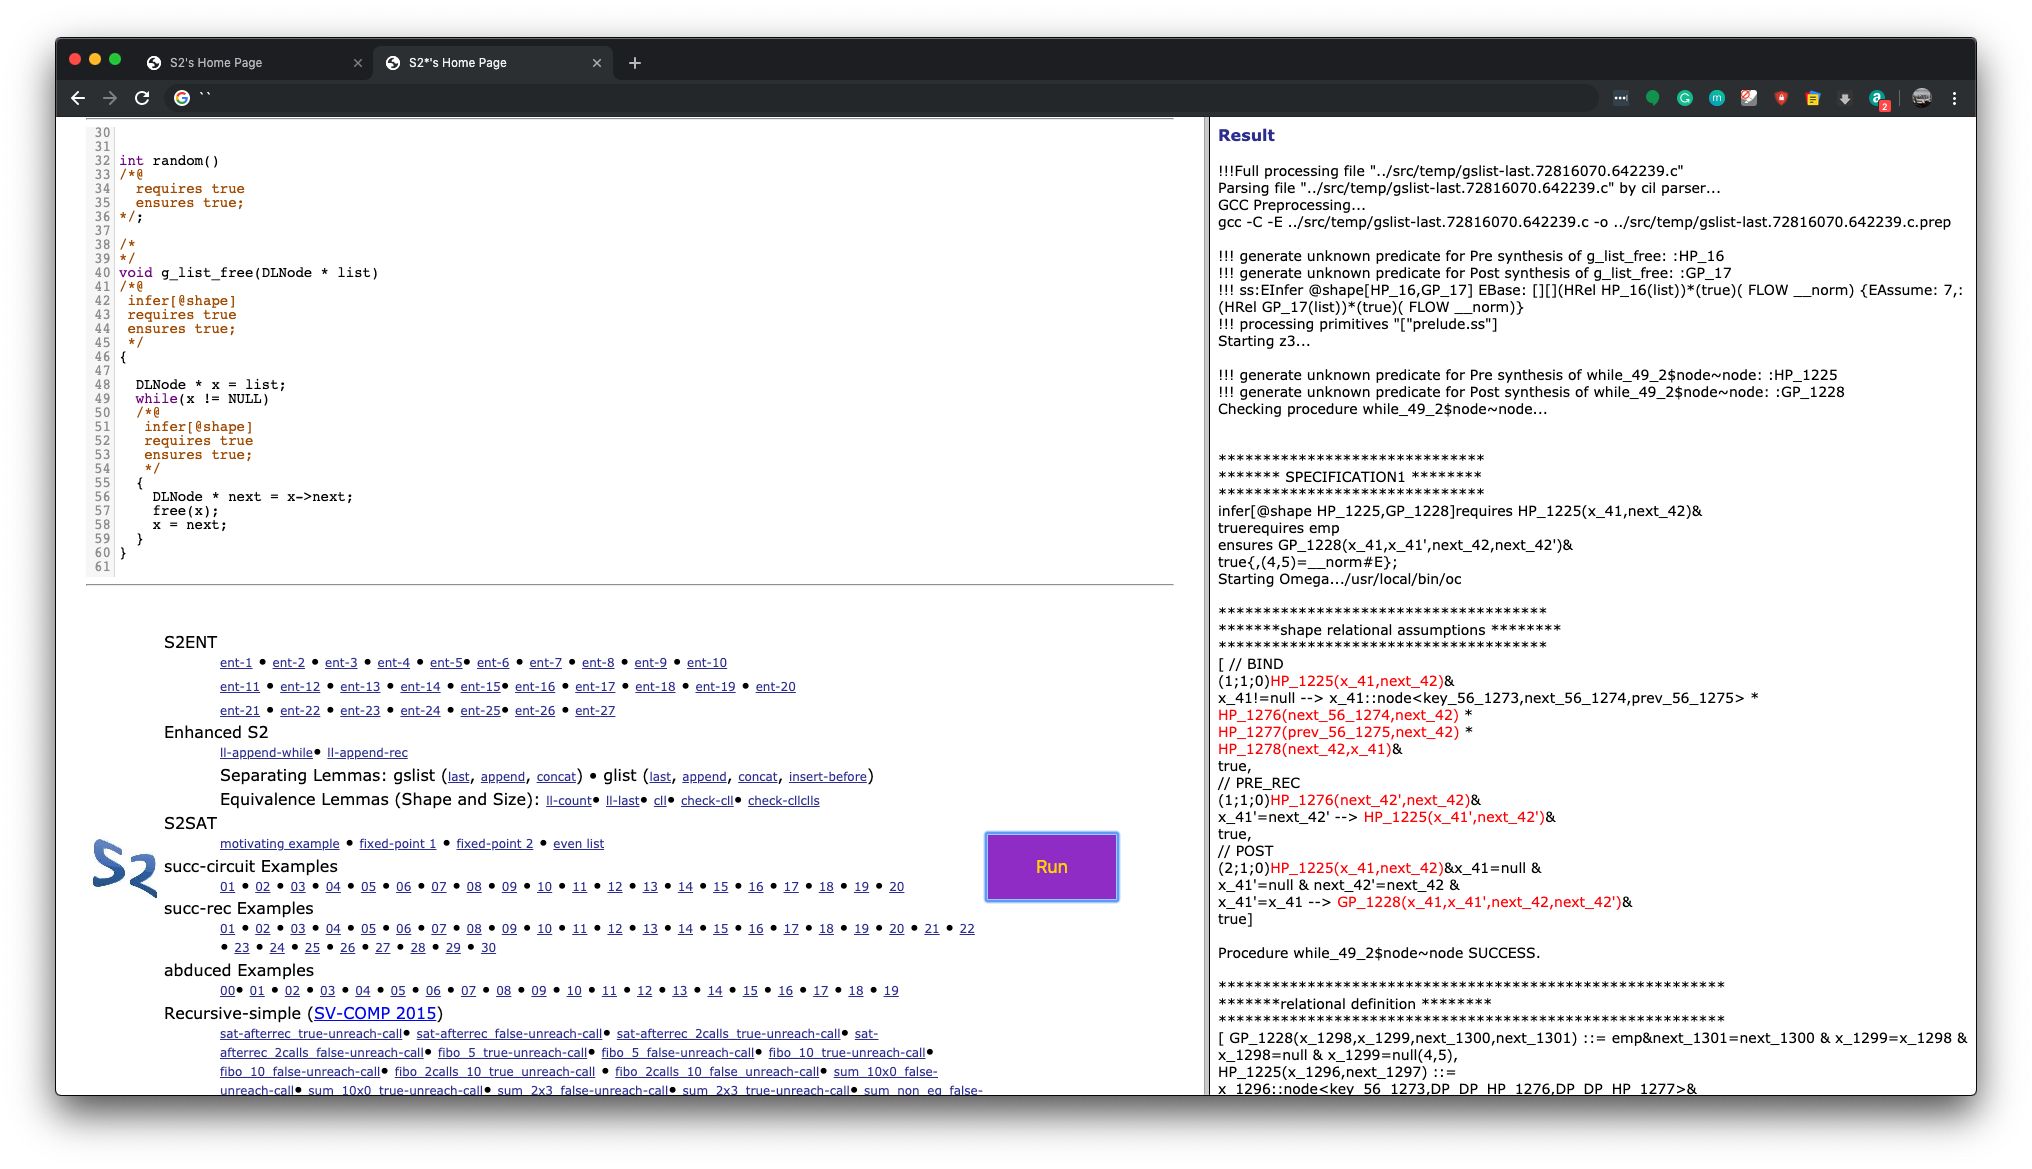 S2's Home Page
S2*'s Home Page
``
30
31
32 int random()
33 /*@
34 requires true
35 ensures true;
36 */;
37
38 /*
39 */
40 void g_list_free(DLNode * list)
41 /*@
42 infer[@shape]
43 requires true
44 ensures true;
45 */
46 {
47
48 DLNode * x = list;
49 while(x != NULL)
50 /*@
51 infer[@shape]
52 requires true
53 ensures true;
54 */
55 {
56 DLNode * next = x->next;
57 free(x);
58 x = next;
59 }
60 }
61
S2ENT
ent-1 • ent-2 • ent-3 • ent-4 • ent-5• ent-6 • ent-7 • ent-8 • ent-9 • ent-10
ent-11 • ent-12 • ent-13 • ent-14 • ent-15• ent-16 • ent-17 • ent-18 • ent-19 • ent-20
ent-21 • ent-22 • ent-23 • ent-24 • ent-25• ent-26 • ent-27
Enhanced S2
ll-append-while• ll-append-rec
Separating Lemmas: gslist (last, append, concat) • glist (last, append, concat, insert-before)
Equivalence Lemmas (Shape and Size): ll-count• ll-last• cll• check-cll• check-cllclls
S2SAT
motivating example • fixed-point 1 • fixed-point 2 • even list
S2
succ-circuit Examples
01 • 02 • 03 • 04 • 05 • 06 • 07 • 08 • 09 • 10 • 11 • 12 • 13 • 14 • 15 • 16 • 17 • 18 • 19 • 20
succ-rec Examples
01 • 02 • 03 • 04 • 05 • 06 • 07 • 08 • 09 • 10 • 11 • 12 • 13 • 14 • 15 • 16 • 17 • 18 • 19 • 20 • 21 • 22
• 23 • 24 • 25 • 26 • 27 • 28 • 29 • 30
abduced Examples
00• 01 • 02 • 03 • 04 • 05 • 06 • 07 • 08 • 09 • 10 • 11 • 12 • 13 • 14 • 15 • 16 • 17 • 18 • 19
Recursive-simple (SV-COMP 2015)
sat-afterrec_true-unreach-call• sat-afterrec_false-unreach-call• sat-afterrec_2calls_true-unreach-call• sat-
afterrec_2calls_false-unreach-call• fibo_5_true-unreach-call• fibo_5_false-unreach-call• fibo_10_true-unreach-call•
fibo_10_false-unreach-call• fibo_2calls_10_true_unreach-call • fibo_2calls_10_false_unreach-call• sum_10x0_false-
unreach-call• sum_10x0_true-unreach-call• sum_2x3_false-unreach-call• sum_2x3_true-unreach-call• sum_non_eq_false-
Run
Result
!!!Full processing file "../src/temp/gslist-last.72816070.642239.c"
Parsing file "../src/temp/gslist-last.72816070.642239.c" by cil parser...
GCC Preprocessing...
gcc -C -E ../src/temp/gslist-last.72816070.642239.c -o ../src/temp/gslist-last.72816070.642239.c.prep
!!! generate unknown predicate for Pre synthesis of g_list_free: :HP_16
!!! generate unknown predicate for Post synthesis of g_list_free: :GP_17
!!! ss:EInfer @shape[HP_16,GP_17] EBase: [][](HRel HP_16(list))*(true)( FLOW __norm) {EAssume: 7,:
(HRel GP_17(list))*(true)( FLOW __norm)}
!!! processing primitives "["prelude.ss"]
Starting z3...
!!! generate unknown predicate for Pre synthesis of while_49_2$node~node: :HP_1225
!!! generate unknown predicate for Post synthesis of while_49_2$node~node: :GP_1228
Checking procedure while_49_2$node~node...
******************************
******* SPECIFICATION1 ********
******************************
infer[@shape HP_1225,GP_1228]requires HP_1225(x_41,next_42)&
truerequires emp
ensures GP_1228(x_41,x_41',next_42,next_42')&
true{,(4,5)=__norm#E};
Starting Omega.../usr/local/bin/oc
*************************************
*******shape relational assumptions ********
*************************************
[ // BIND
(1;1;0)HP_1225(x_41,next_42)&
x_41!=null --> x_41::node<key_56_1273,next_56_1274,prev_56_1275> *
HP_1276(next_56_1274,next_42) *
HP_1277(prev_56_1275,next_42) *
HP_1278(next_42,x_41)&
true,
// PRE_REC
(1;1;0)HP_1276(next_42',next_42)&
x_41'=next_42' --> HP_1225(x_41',next_42')&
true,
// POST
(2;1;0)HP_1225(x_41,next_42)&x_41=null &
x_41'=null & next_42'=next_42 &
x_41'=x_41 --> GP_1228(x_41,x_41',next_42,next_42')&
true]
Procedure while_49_2$node~node SUCCESS.
*********************************************************
*******relational definition ********
*********************************************************
[ GP_1228(x_1298,x_1299,next_1300,next_1301) ::= emp&next_1301=next_1300 & x_1299=x_1298 &
x_1298=null & x_1299=null(4,5),
HP_1225(x_1296,next_1297) ::=
x_1296::node<key_56_1273,DP_DP_HP_1276,DP_DP_HP_1277>&